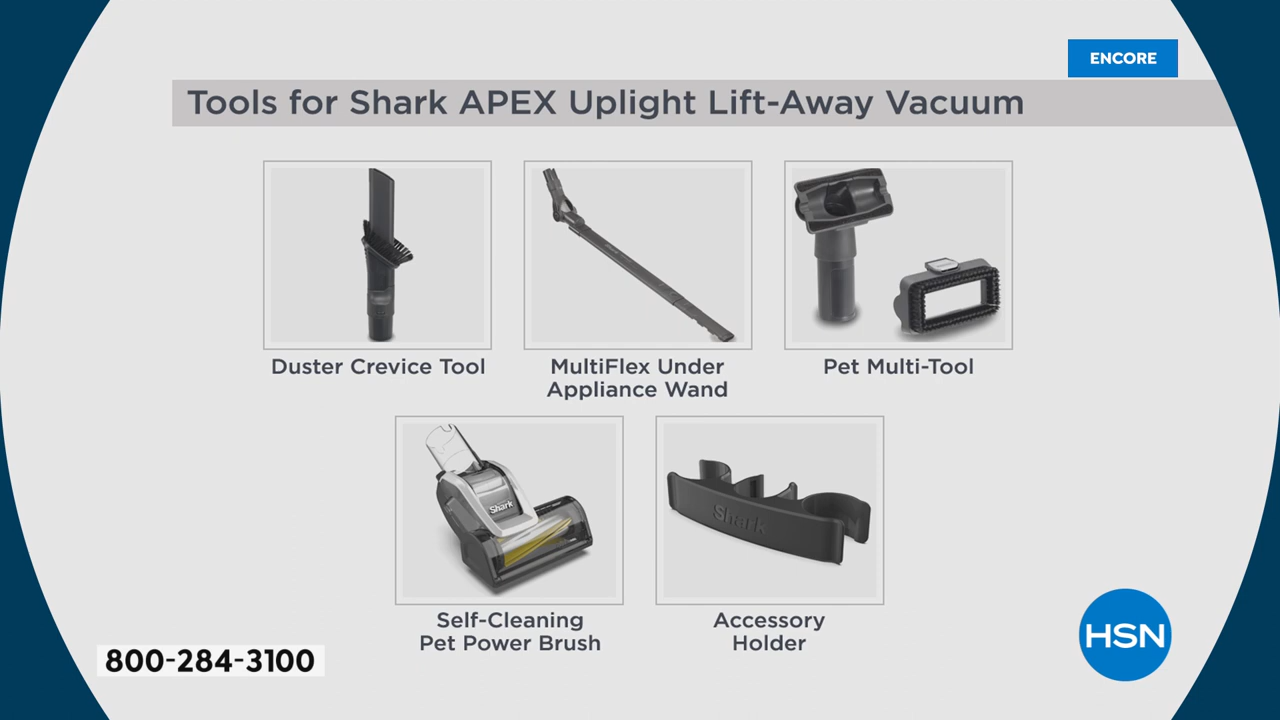 ENCORE
Tools for Shark APEX Uplight Lift-Away Vacuum
Duster Crevice Tool
MultiFlex Under
Appliance Wand
Pet Multi-Tool
Shark
Shark
Self-Cleaning
Pet Power Brush
Accessory
Holder
800-284-3100
HSN